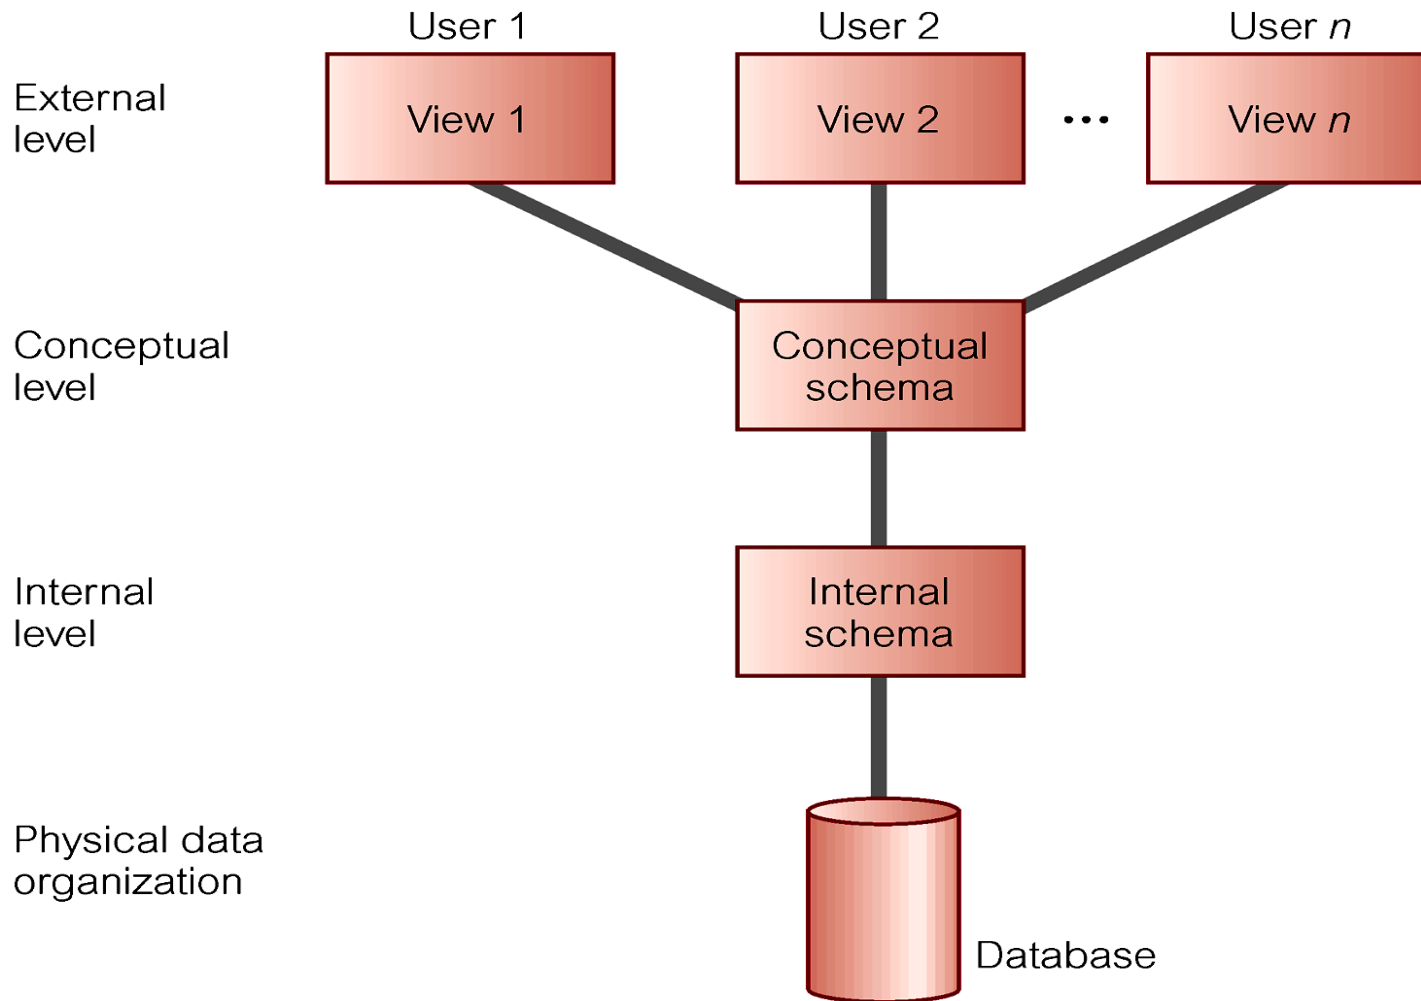 User 1
User 2
User n
External
level
View 1
View 2
...
View n
Conceptual
level
Conceptual
schema
Internal
level
Internal
schema
Physical data
organization
Database